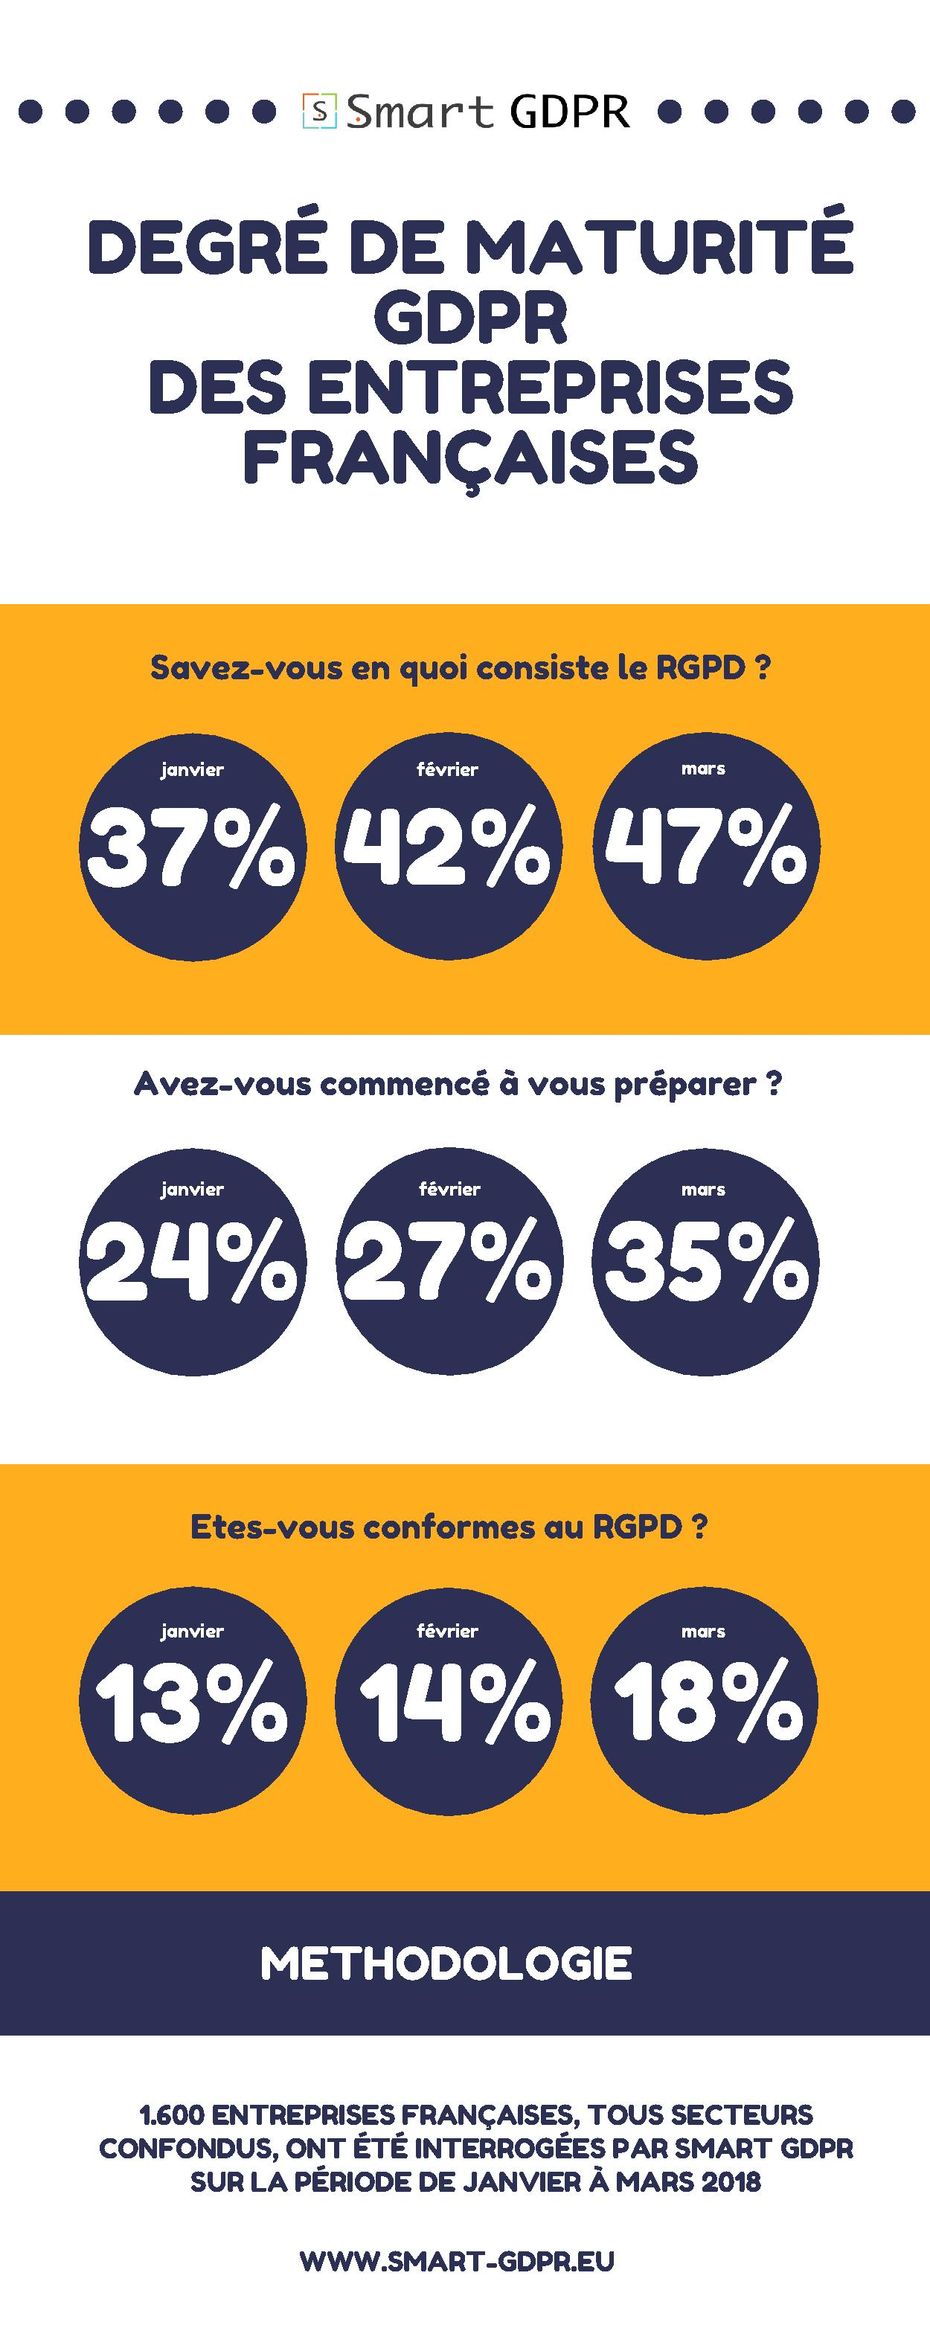 S Smart GDPR
DEGRÉ DE MATURITÉ
GDPR
DES ENTREPRISES
FRANÇAISES
Savez-vous en quoi consiste le RGPD ?
janvier février mars
37% 42% 47%
Avez-vous commencé à vous préparer ?
janvier février mars
24% 27% 35%
Etes-vous conformes au RGPD ?
janvier février mars
13% 14% 18%
METHODOLOGIE
1.600 ENTREPRISES FRANÇAISES, TOUS SECTEURS
CONFONDUS, ONT ÉTÉ INTERROGÉES PAR SMART GDPR
SUR LA PÉRIODE DE JANVIER À MARS 2018
WWW.SMART-GDPR.EU